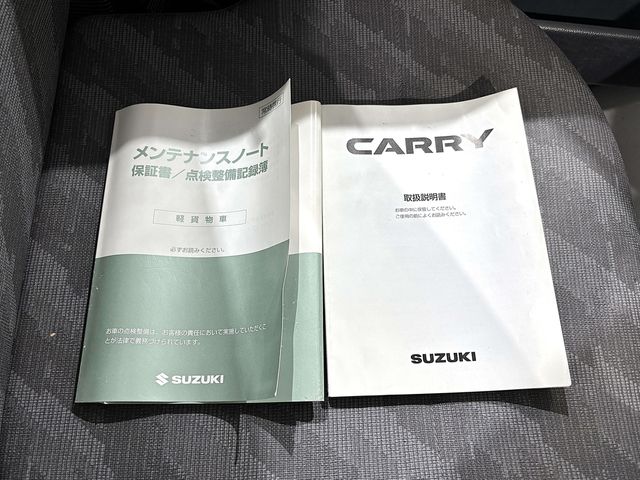 メンテナンスノート
保証書／点検整備記録簿
軽貨物車
必ずお読みください。
お車の点検整備は、お客様の責任において実施していただくこ
とが法律で義務づけられています。
SUZUKI
CARRY
取扱説明書
お車の中に保管してください。
ご使用の前によくお読みください。
SUZUKI